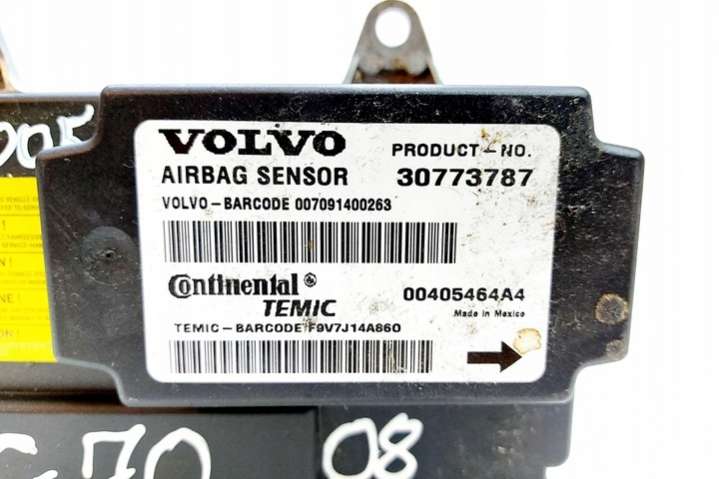 VOLVO
PRODUCT-NO.
AIRBAG SENSOR 30773787
VOLVO-BARCODE 007091400263
Continental ®
TEMIC
00405464A4
Made in Mexico
TEMIC-BARCODE F9V7J14A860
C70 08